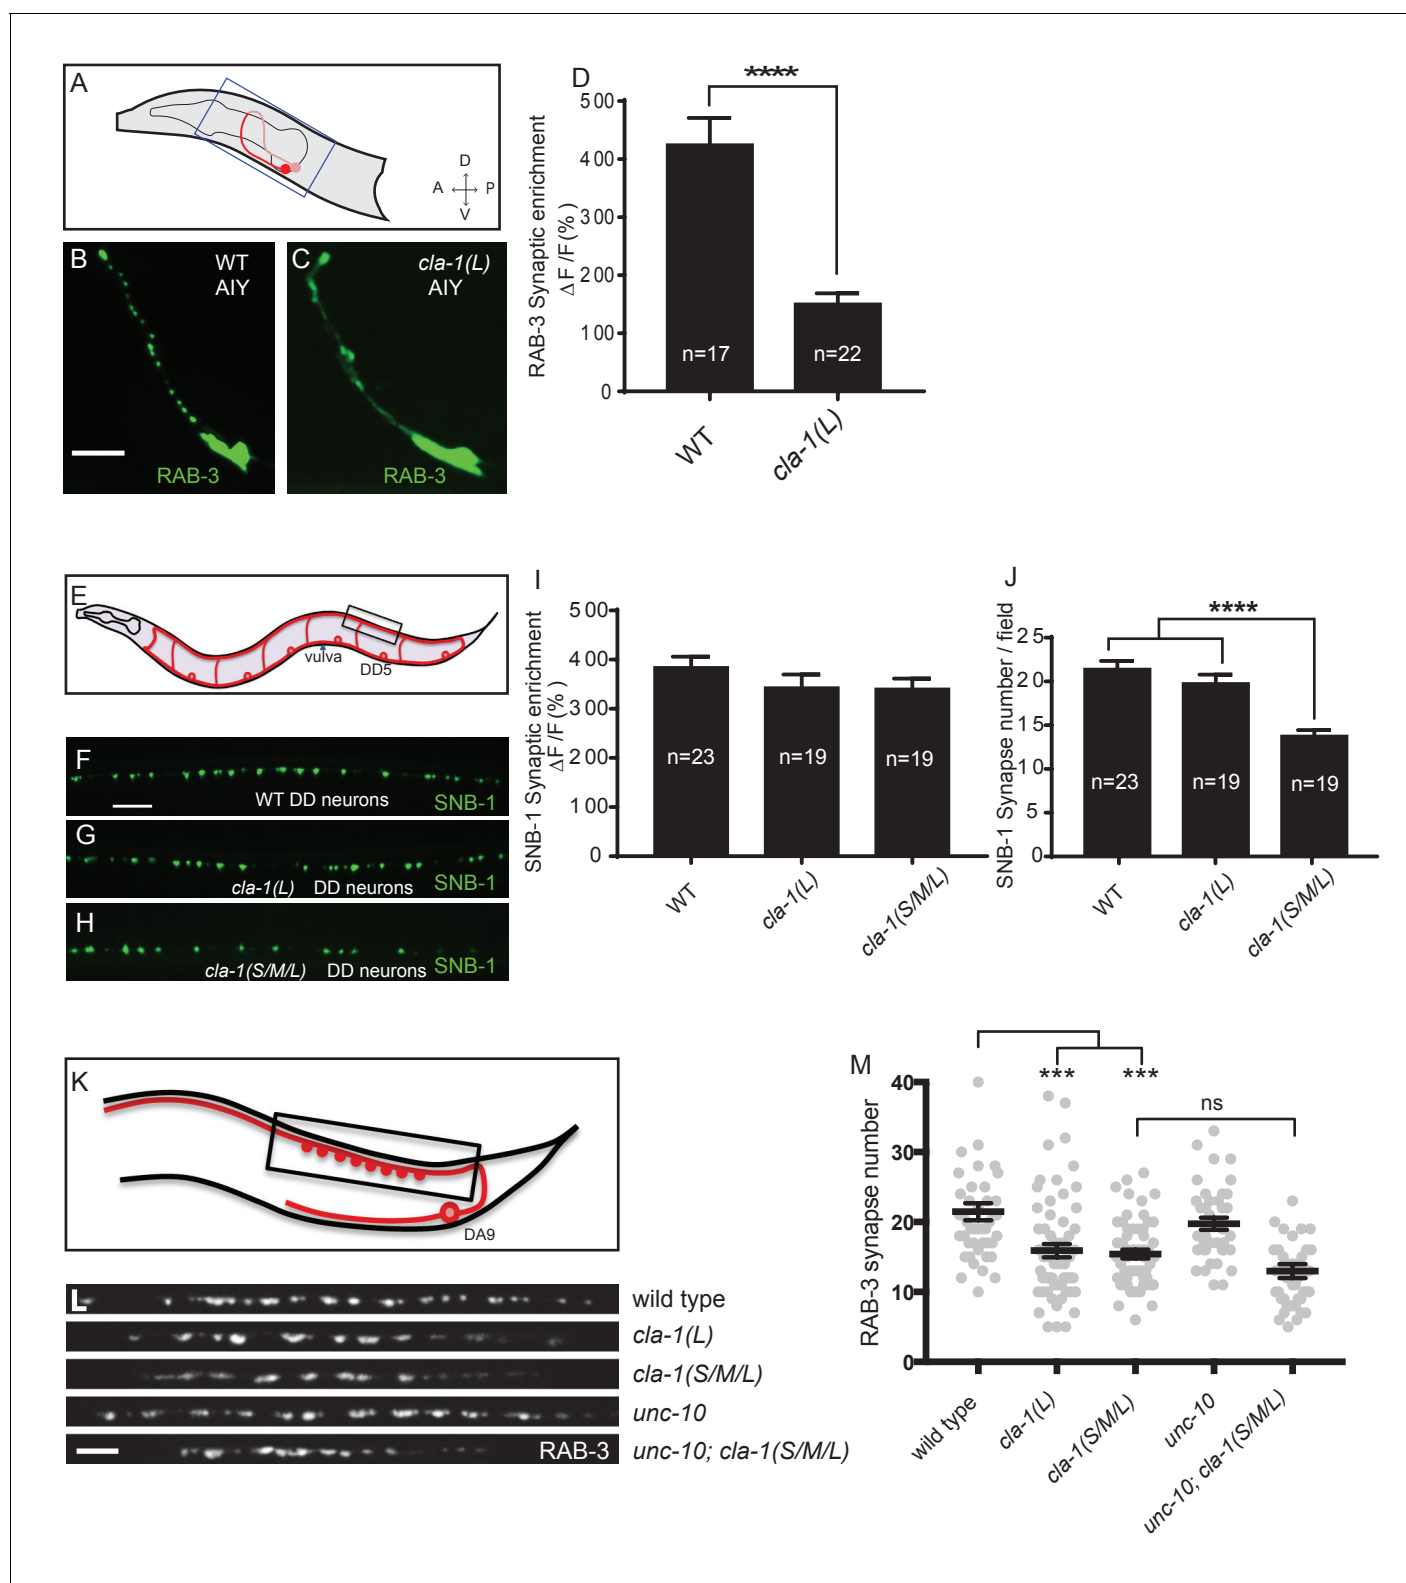 A
D
A
P
V
B
WT
AIY
RAB-3
C
cla-1(L)
AIY
RAB-3
D
****
RAB-3 Synaptic enrichment
ΔF/F(%)
500
400
300
200
100
0
n=17
n=22
WT
cla-1(L)
E
vulva
DD5
F
WT DD neurons
SNB-1
G
cla-1(L) DD neurons
SNB-1
H
cla-1(S/M/L) DD neurons
SNB-1
I
SNB-1 Synaptic enrichment
ΔF/F(%)
500
400
300
200
100
0
n=23
n=19
n=19
WT
cla-1(L)
cla-1(S/M/L)
J
****
SNB-1 Synapse number / field
25
20
15
10
5
0
n=23
n=19
n=19
WT
cla-1(L)
cla-1(S/M/L)
K
DA9
L
wild type
cla-1(L)
cla-1(S/M/L)
unc-10
RAB-3
unc-10; cla-1(S/M/L)
M
***
***
ns
RAB-3 synapse number
40
30
20
10
0
wild type
cla-1(L)
cla-1(S/M/L)
unc-10
unc-10; cla-1(S/M/L)